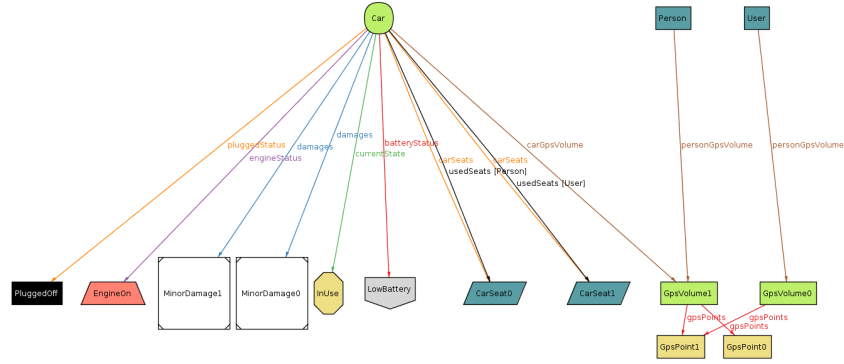 Car
Person
User
pluggedStatus
engineStatus
damages
damages
currentState
batteryStatus
carSeats
usedSeats [Person]
carSeats
usedSeats [User]
carGpsVolume
personGpsVolume
personGpsVolume
PluggedOff
EngineOn
MinorDamage1
MinorDamage0
InUse
LowBattery
CarSeat0
CarSeat1
GpsVolume1
GpsVolume0
gpsPoints
gpsPoints
gpsPoints
GpsPoint1
GpsPoint0